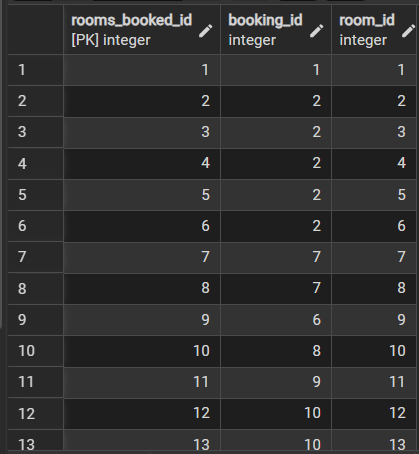 rooms_booked_id booking_id room_id
[PK] integer integer integer
1 1 1 1
2 2 2 2
3 3 2 3
4 4 2 4
5 5 2 5
6 6 2 6
7 7 7 7
8 8 7 8
9 9 6 9
10 10 8 10
11 11 9 11
12 12 10 12
13 13 10 13